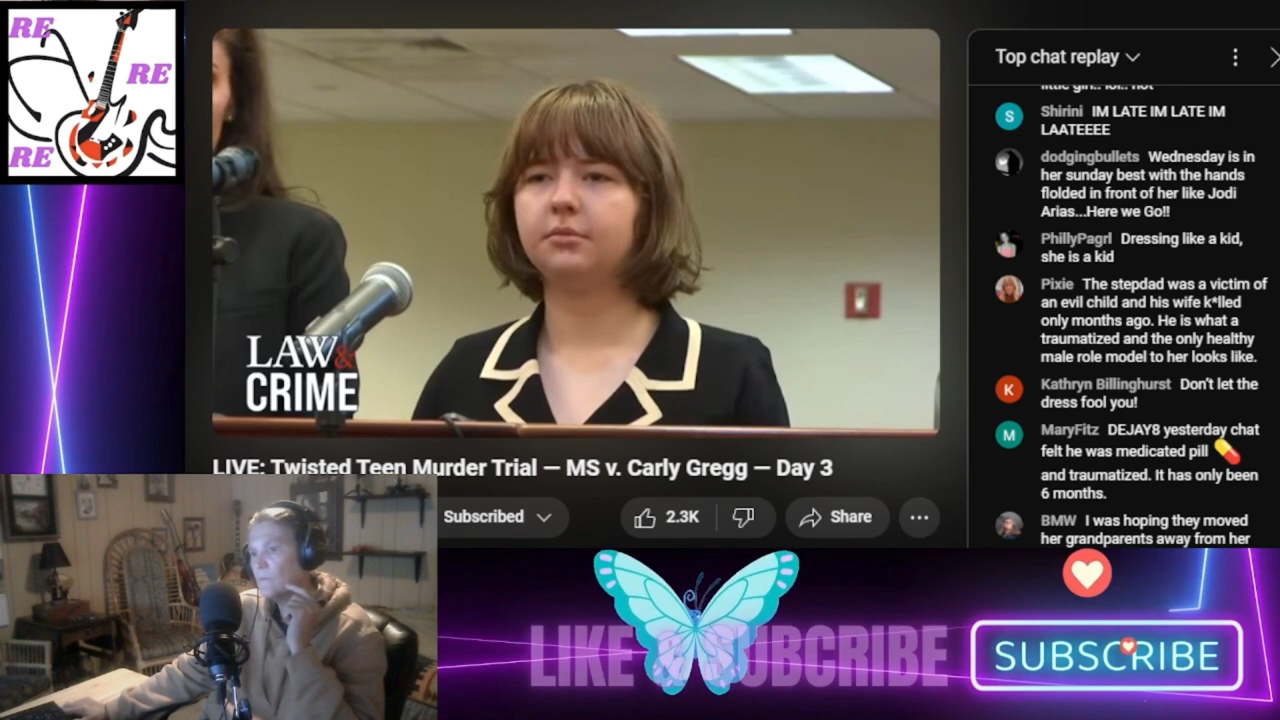 RE
RE
RE
LAW&
CRIME
LIVE: Twisted Teen Murder Trial — MS v. Carly Gregg — Day 3
Subscribed
2.3K
Share
Top chat replay
little girl.. lol.. not
Shirini IM LATE IM LATE IM
LAATEEEE
dodgingbullets Wednesday is in
her sunday best with the hands
flolded in front of her like Jodi
Arias...Here we Go!!
PhillyPagrl Dressing like a kid,
she is a kid
Pixie The stepdad was a victim of
an evil child and his wife k*lled
only months ago. He is what a
traumatized and the only healthy
male role model to her looks like.
Kathryn Billinghurst Don't let the
dress fool you!
MaryFitz DEJAY8 yesterday chat
felt he was medicated pill
and traumatized. It has only been
6 months.
BMW I was hoping they moved
her grandparents away from her
LIKE & SUBCRIBE
SUBSCRIBE